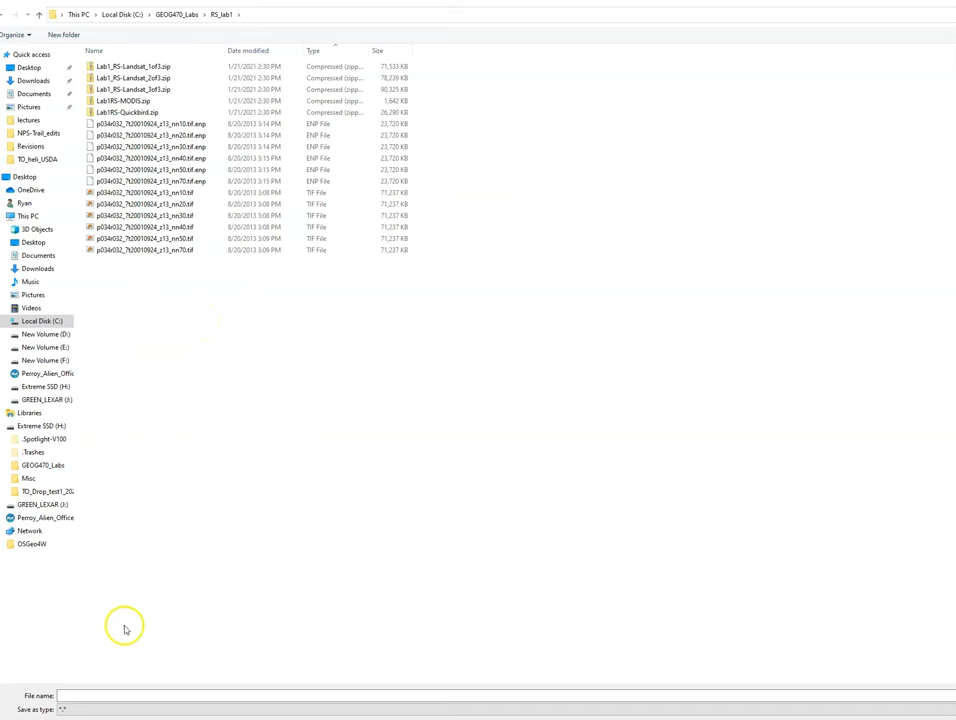 This PC > Local Disk (C:) > GEOG470_Labs > RS_lab1 >
Organize New folder
Name Date modified Type Size
Quick access
Desktop
Downloads
Documents
Pictures
lectures
NPS-Trail_edits
Revisions
TO_heli_USDA
Desktop
OneDrive
Ryan
This PC
3D Objects
Desktop
Documents
Downloads
Music
Pictures
Videos
Local Disk (C:)
New Volume (D:)
New Volume (E:)
New Volume (F:)
Perroy_Alien_Offic
Extreme SSD (H:)
GREEN_LEXAR (J:)
Libraries
Extreme SSD (H:)
.Spotlight-V100
.Trashes
GEOG470_Labs
Misc
TO_Drop_test1_202
GREEN_LEXAR (J:)
Perroy_Alien_Office
Network
OSGeo4W
Lab1_RS-Landsat_1of3.zip 1/21/2021 2:30 PM Compressed (zipp... 71,533 KB
Lab1_RS-Landsat_2of3.zip 1/21/2021 2:30 PM Compressed (zipp... 78,239 KB
Lab1_RS-Landsat_3of3.zip 1/21/2021 2:30 PM Compressed (zipp... 90,325 KB
Lab1RS-MODIS.zip 1/21/2021 2:30 PM Compressed (zipp... 1,642 KB
Lab1RS-Quickbird.zip 1/21/2021 2:30 PM Compressed (zipp... 26,290 KB
p034r032_7t20010924_z13_nn10.tif.enp 8/20/2013 3:14 PM ENP File 23,720 KB
p034r032_7t20010924_z13_nn20.tif.enp 8/20/2013 3:14 PM ENP File 23,720 KB
p034r032_7t20010924_z13_nn30.tif.enp 8/20/2013 3:14 PM ENP File 23,720 KB
p034r032_7t20010924_z13_nn40.tif.enp 8/20/2013 3:15 PM ENP File 23,720 KB
p034r032_7t20010924_z13_nn50.tif.enp 8/20/2013 3:15 PM ENP File 23,720 KB
p034r032_7t20010924_z13_nn70.tif.enp 8/20/2013 3:15 PM ENP File 23,720 KB
p034r032_7t20010924_z13_nn10.tif 8/20/2013 3:08 PM TIF File 71,237 KB
p034r032_7t20010924_z13_nn20.tif 8/20/2013 3:08 PM TIF File 71,237 KB
p034r032_7t20010924_z13_nn30.tif 8/20/2013 3:08 PM TIF File 71,237 KB
p034r032_7t20010924_z13_nn40.tif 8/20/2013 3:08 PM TIF File 71,237 KB
p034r032_7t20010924_z13_nn50.tif 8/20/2013 3:09 PM TIF File 71,237 KB
p034r032_7t20010924_z13_nn70.tif 8/20/2013 3:08 PM TIF File 71,237 KB
File name:
Save as type: *.*